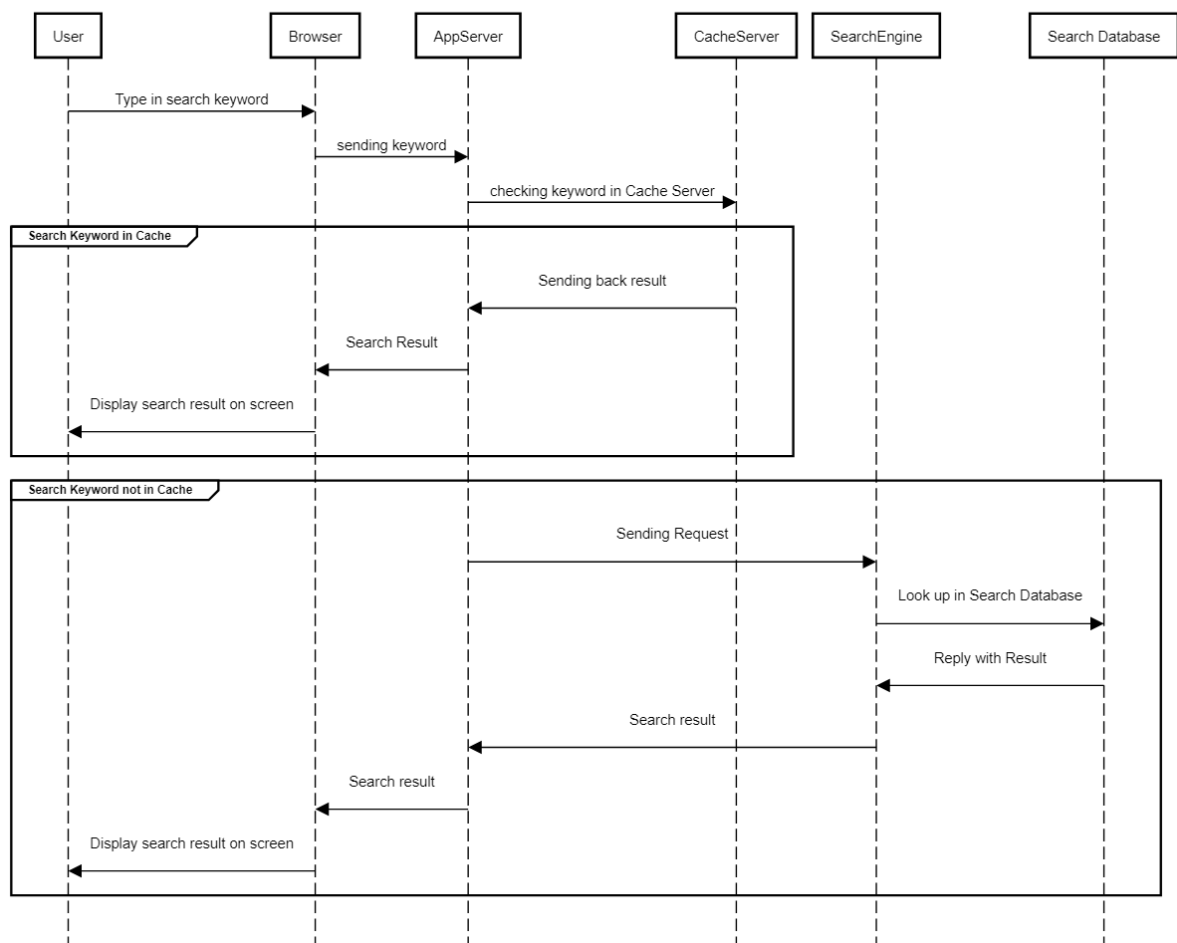 User
Browser
AppServer
CacheServer
SearchEngine
Search Database
Type in search keyword
sending keyword
checking keyword in Cache Server
Search Keyword in Cache
Sending back result
Search Result
Display search result on screen
Search Keyword not in Cache
Sending Request
Look up in Search Database
Reply with Result
Search result
Search result
Display search result on screen